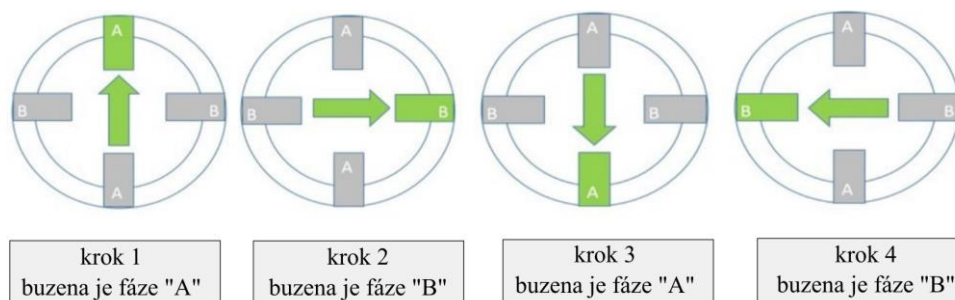 A
B
B
A
A
B
B
A
A
B
B
A
A
B
B
A
krok 1
buzena je fáze "A"
krok 2
buzena je fáze "B"
krok 3
buzena je fáze "A"
krok 4
buzena je fáze "B"